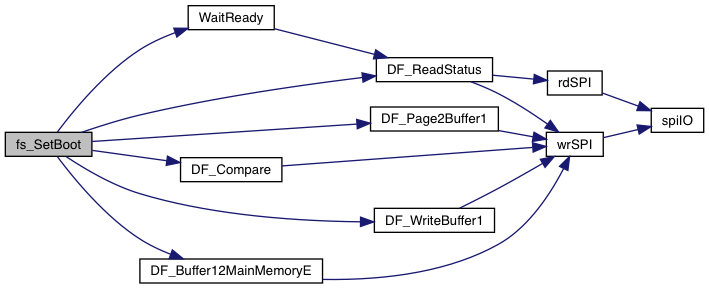 WaitReady
DF_ReadStatus
rdSPI
DF_Page2Buffer1
spiIO
fs_SetBoot
wrSPI
DF_Compare
DF_WriteBuffer1
DF_Buffer12MainMemoryE